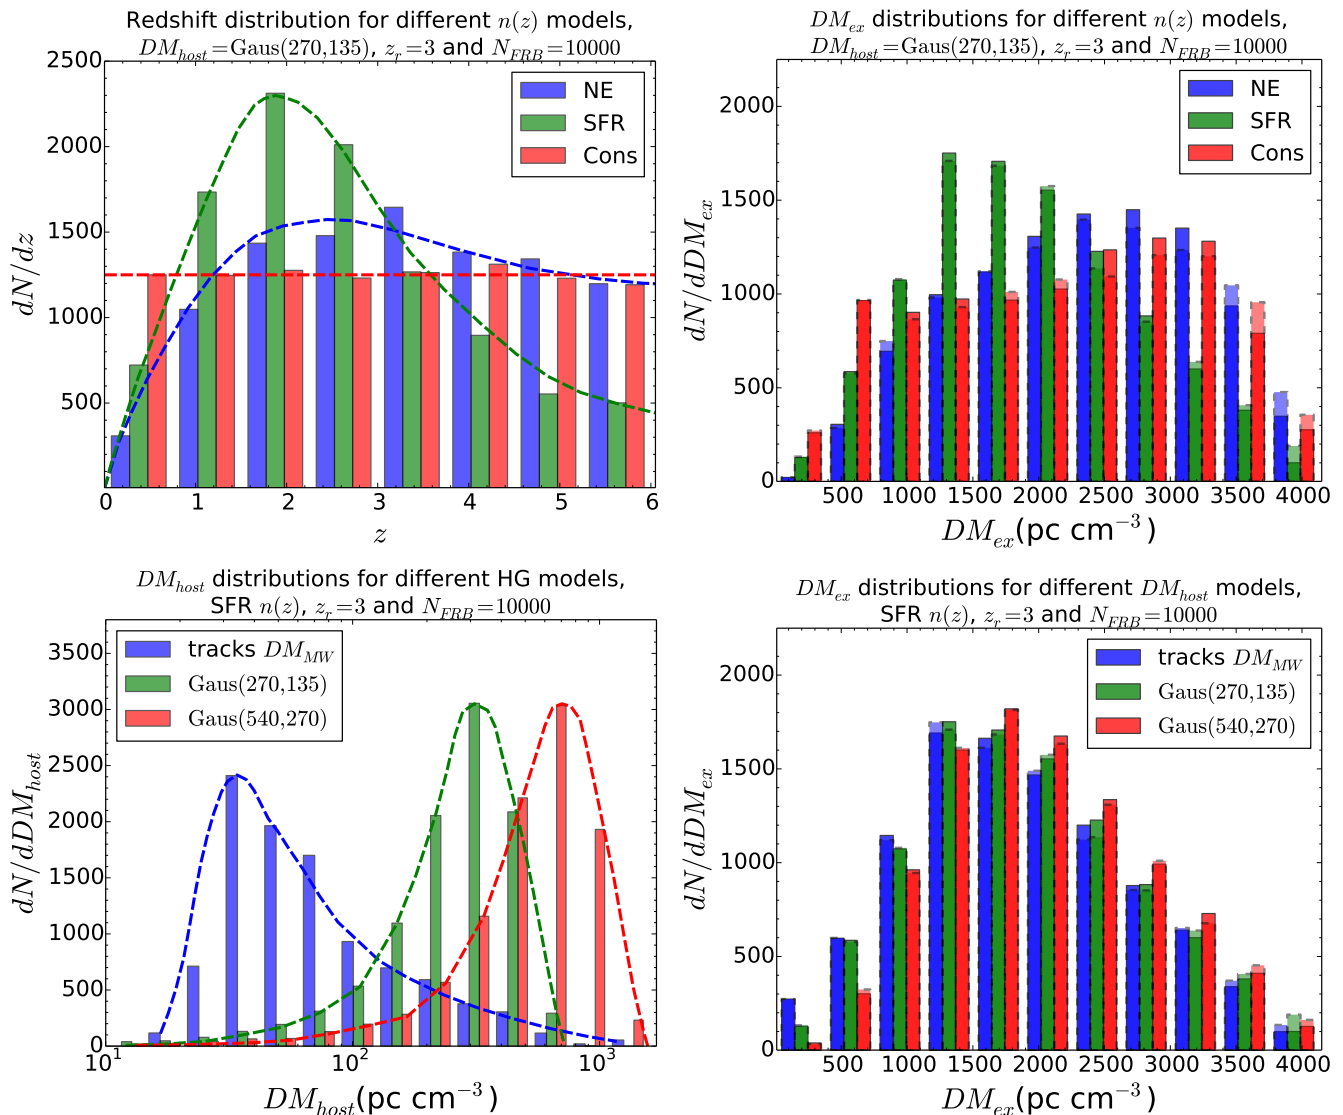 Redshift distribution for different n(z) models,
DM_host=Gaus(270,135), z_r=3 and N_FRB=10000
2500
2000
1500
1000
500
dN/dz
NE
SFR
Cons
0 1 2 3 4 5 6
z
DM_ex distributions for different n(z) models,
DM_host=Gaus(270,135), z_r=3 and N_FRB=10000
2000
1500
1000
500
0
dN/dDM_ex
NE
SFR
Cons
500 1000 1500 2000 2500 3000 3500 4000
DM_ex(pc cm⁻³)
DM_host distributions for different HG models,
SFR n(z), z_r=3 and N_FRB=10000
3500
3000
2500
2000
1500
1000
500
0
dN/dDM_host
tracks DM_MW
Gaus(270,135)
Gaus(540,270)
10¹ 10² 10³
DM_host(pc cm⁻³)
DM_ex distributions for different DM_host models,
SFR n(z), z_r=3 and N_FRB=10000
2000
1500
1000
500
0
dN/dDM_ex
tracks DM_MW
Gaus(270,135)
Gaus(540,270)
500 1000 1500 2000 2500 3000 3500 4000
DM_ex(pc cm⁻³)